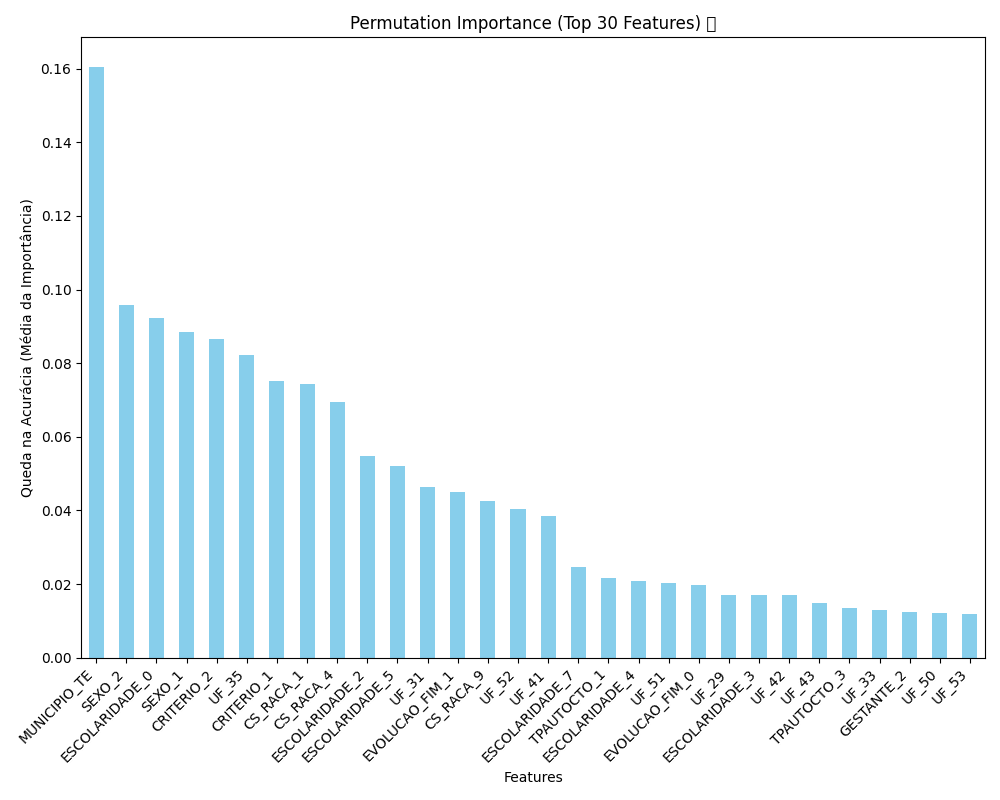 Permutation Importance (Top 30 Features)
Queda na Acurácia (Média da Importância)
0.16
0.14
0.12
0.10
0.08
0.06
0.04
0.02
0.00
MUNICIPIO_TE
SEXO_2
ESCOLARIDADE_0
SEXO_1
CRITERIO_2
UF_35
CRITERIO_1
CS_RACA_1
CS_RACA_4
ESCOLARIDADE_2
ESCOLARIDADE_5
UF_31
EVOLUCAO_FIM_1
CS_RACA_9
UF_52
UF_41
ESCOLARIDADE_7
TPAUTOCTO_1
ESCOLARIDADE_4
UF_51
EVOLUCAO_FIM_0
UF_29
ESCOLARIDADE_3
UF_42
UF_43
TPAUTOCTO_3
UF_33
GESTANTE_2
UF_50
UF_53
Features